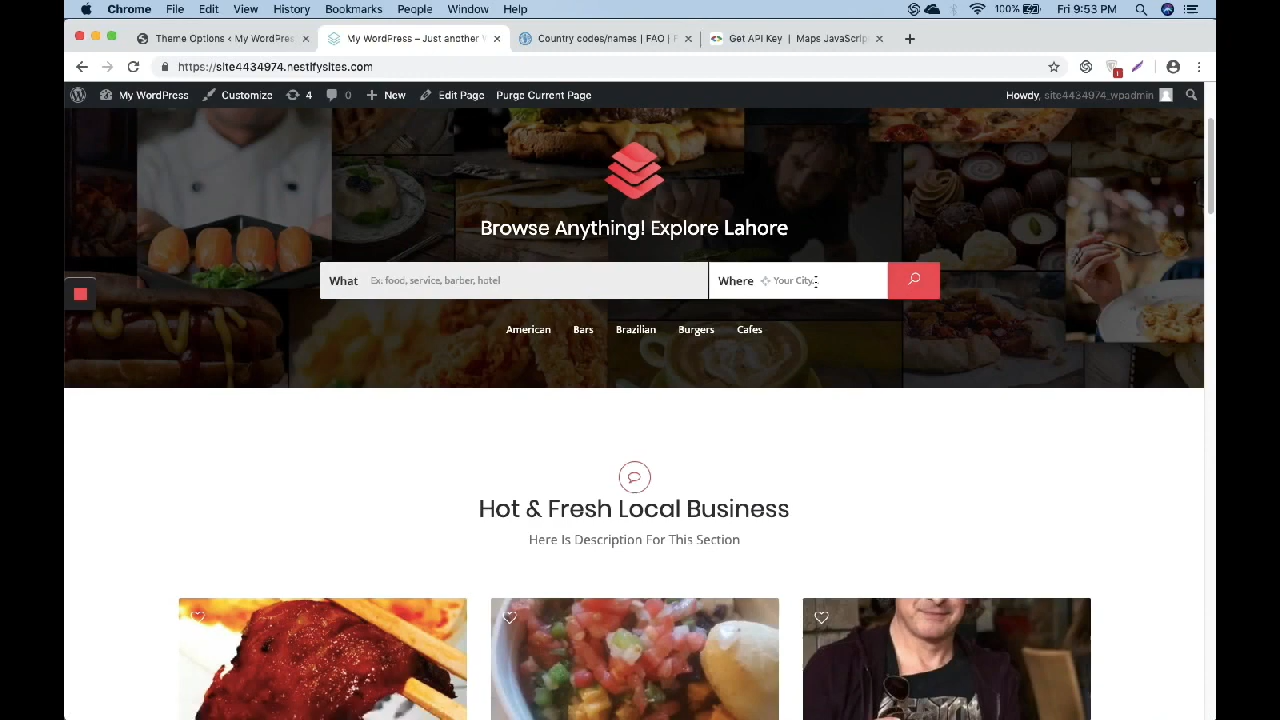 Chrome File Edit View History Bookmarks People Window Help 100% Fri 9:53 PM
Theme Options ‹ My WordPres
My WordPress – Just another
Country codes/names | FAO | F
Get API Key | Maps JavaScrip
https://site4434974.nestifysites.com
My WordPress Customize 4 0 New Edit Page Purge Current Page Howdy, site4434974_wpadmin
Browse Anything! Explore Lahore
What Ex: food, service, barber, hotel Where Your City...
American Bars Brazilian Burgers Cafes
Hot & Fresh Local Business
Here Is Description For This Section